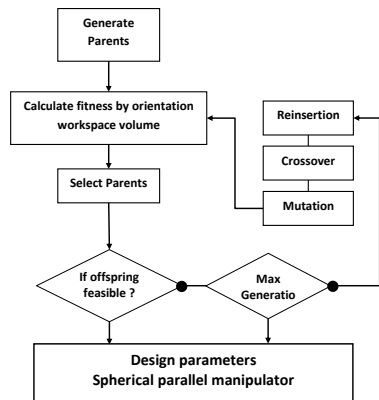 Generate
Parents
Calculate fitness by orientation
workspace volume
Reinsertion
Crossover
Select Parents
Mutation
If offspring
feasible ?
Max
Generatio
Design parameters
Spherical parallel manipulator